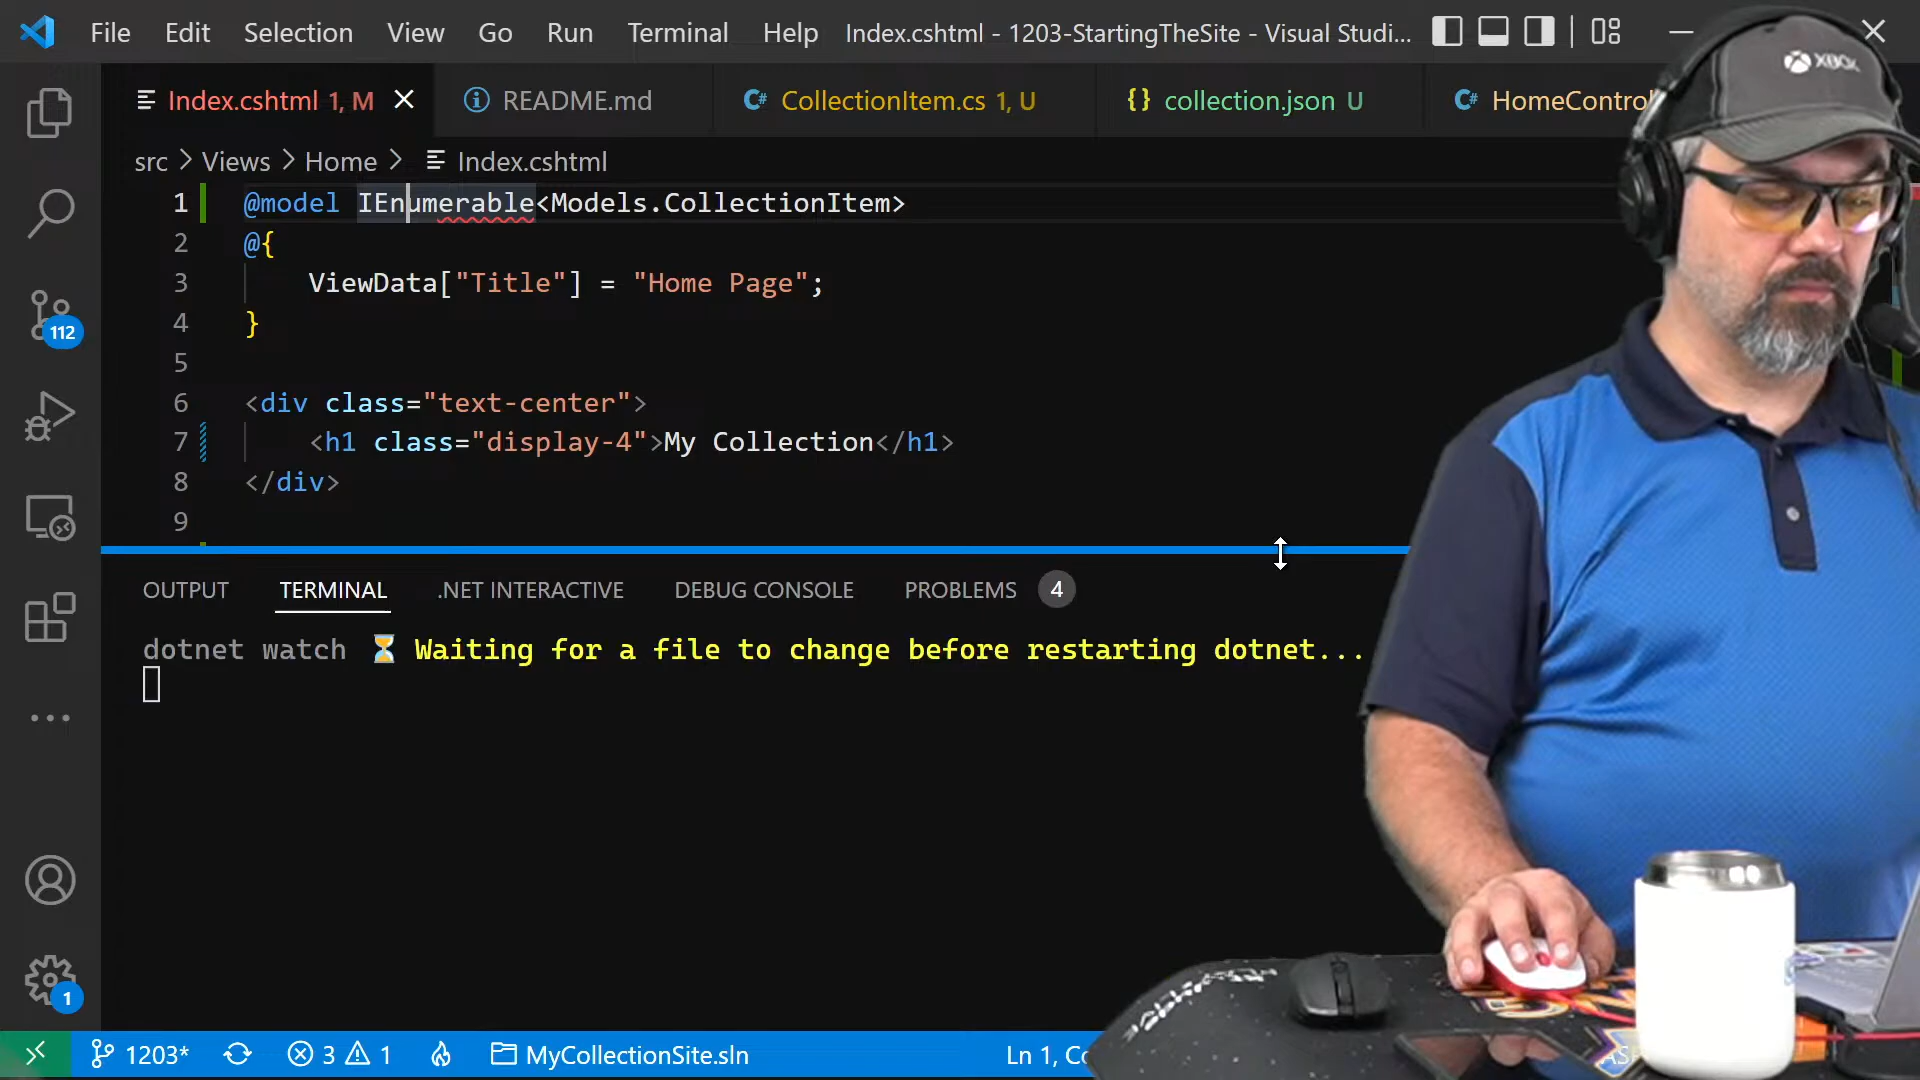 File Edit Selection View Go Run Terminal Help Index.cshtml - 1203-StartingTheSite - Visual Studi...
Index.cshtml 1, M README.md C# CollectionItem.cs 1, U {} collection.json U C# HomeControl
src > Views > Home > Index.cshtml
1 @model IEnumerable<Models.CollectionItem>
2 @{
3 ViewData["Title"] = "Home Page";
4 }
5
6 <div class="text-center">
7 <h1 class="display-4">My Collection</h1>
8 </div>
9
112
XBOX
OUTPUT TERMINAL .NET INTERACTIVE DEBUG CONSOLE PROBLEMS 4
dotnet watch ⏳ Waiting for a file to change before restarting dotnet...
1
1203* 3 1 MyCollectionSite.sln Ln 1, Co